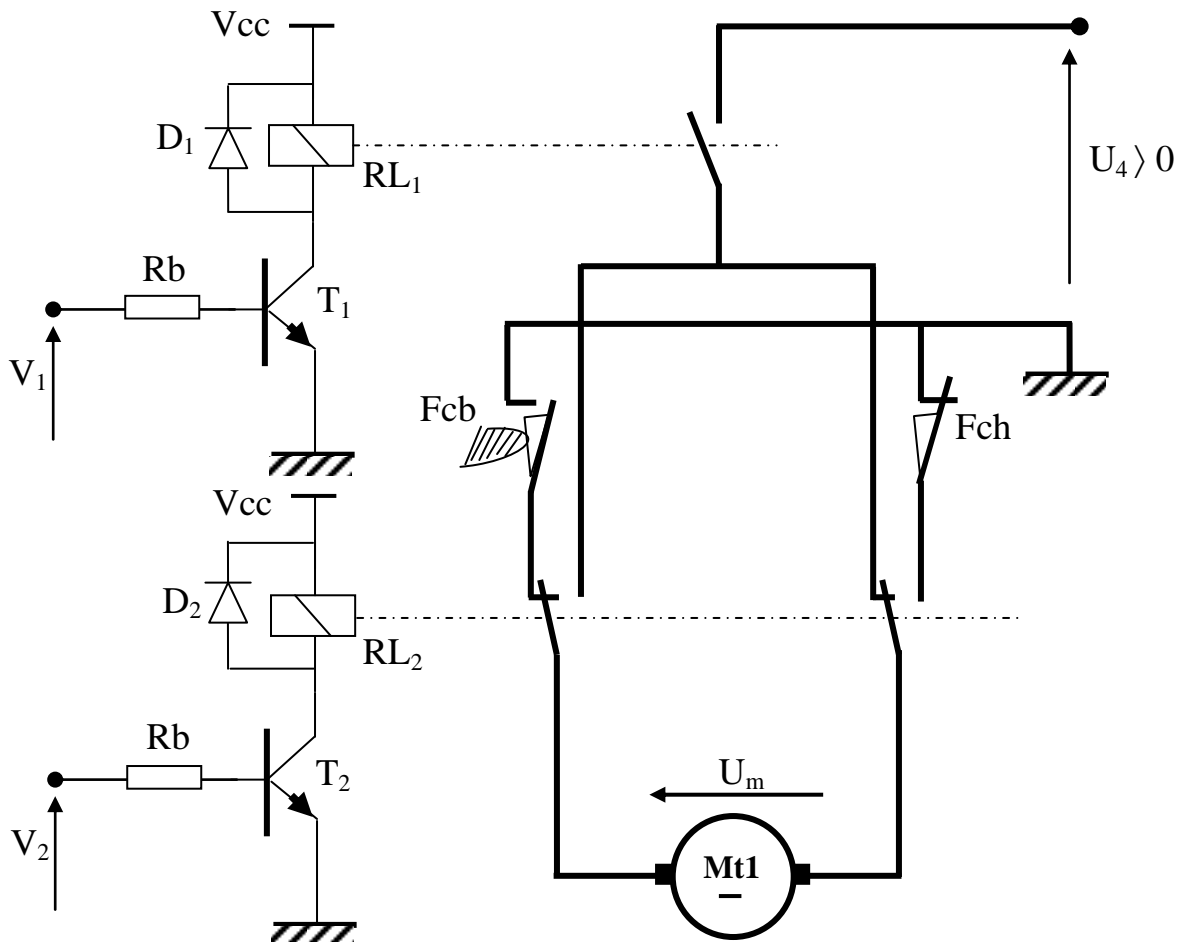 Vcc
D₁
RL₁
U₄ ⟩ 0
Rb
T₁
V₁
Fcb
Fch
Vcc
D₂
RL₂
Rb
T₂
Uₘ
V₂
Mt1